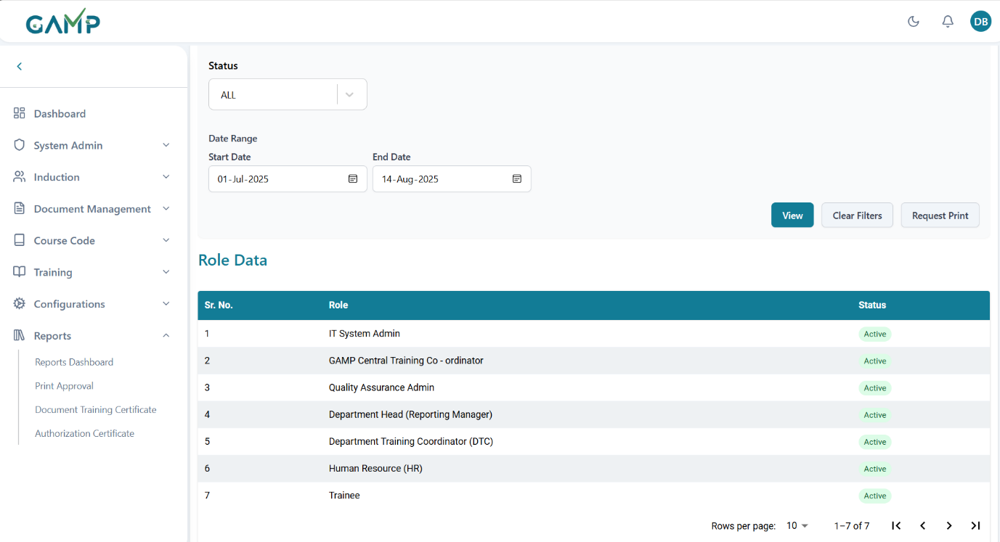 GAMP
DB
Dashboard
System Admin
Induction
Document Management
Course Code
Training
Configurations
Reports
Reports Dashboard
Print Approval
Document Training Certificate
Authorization Certificate
Status
ALL
Date Range
Start Date End Date
01-Jul-2025 14-Aug-2025
View Clear Filters Request Print
Role Data
Sr. No. Role Status
1 IT System Admin Active
2 GAMP Central Training Co - ordinator Active
3 Quality Assurance Admin Active
4 Department Head (Reporting Manager) Active
5 Department Training Coordinator (DTC) Active
6 Human Resource (HR) Active
7 Trainee Active
Rows per page: 10 1–7 of 7